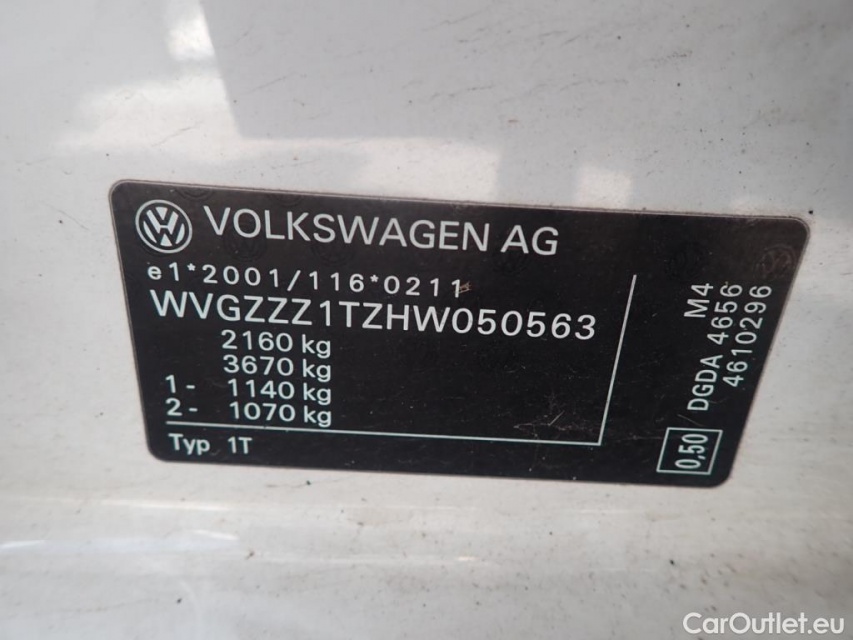 VOLKSWAGEN AG
e1*2001/116*0211
WVGZZZ1TZHW050563
2160 kg
3670 kg
1- 1140 kg
2- 1070 kg
Typ 1T
M4
DGDA 4656
4610296
0,50
CarOutlet.eu